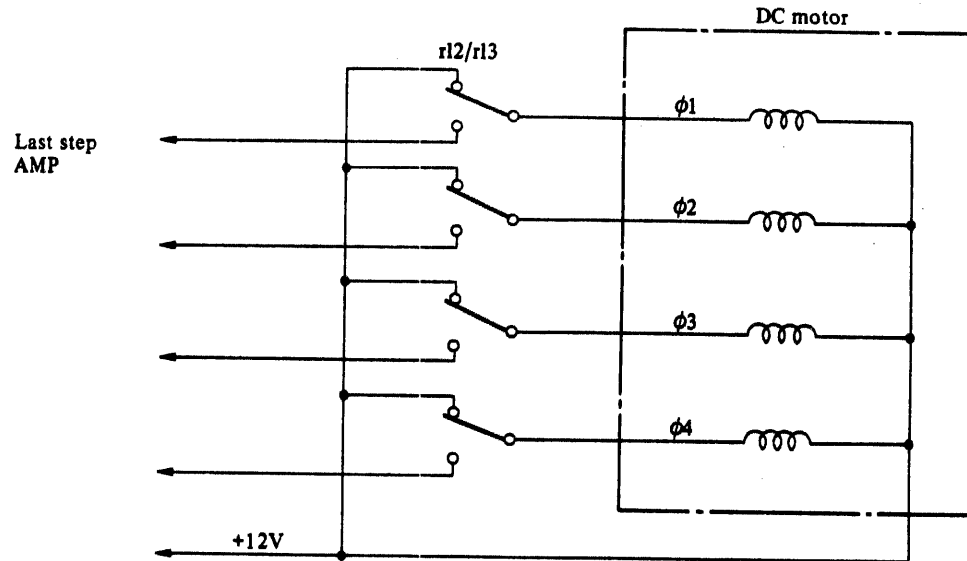 DC motor
rl2/rl3
φ1
Last step
AMP
φ2
φ3
φ4
+12V